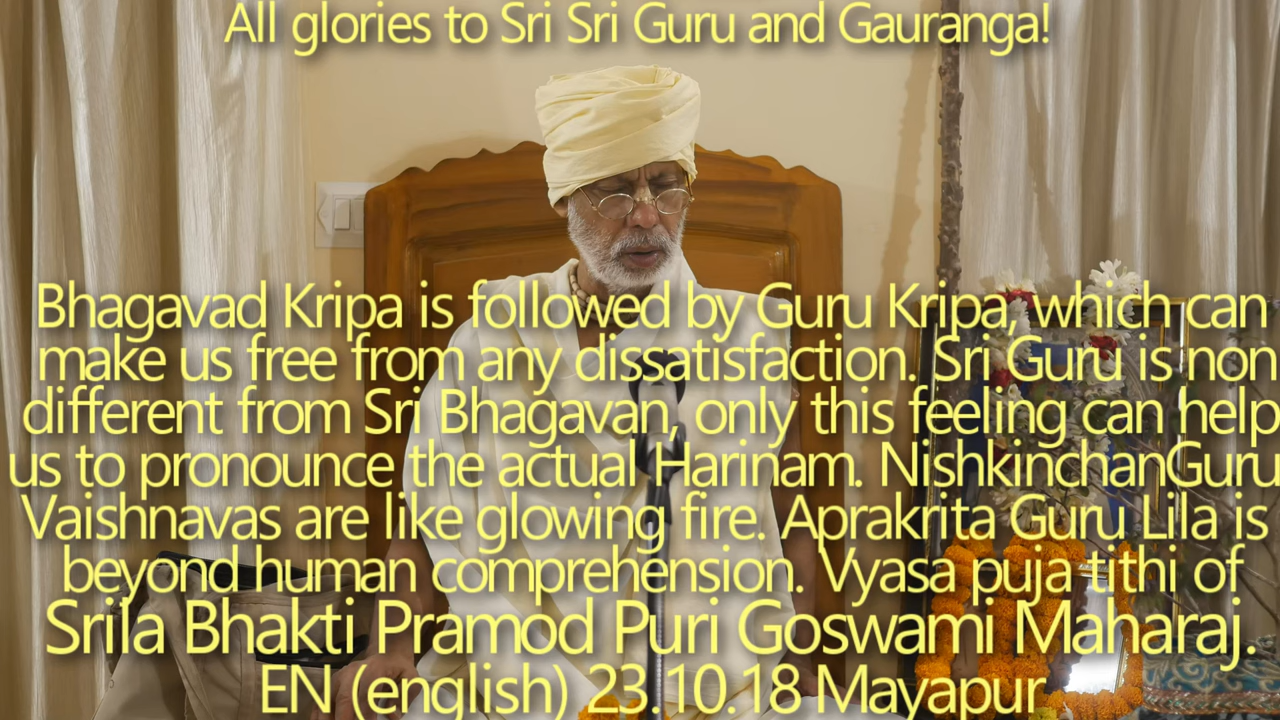 All glories to Sri Sri Guru and Gauranga!
Bhagavad Kripa is followed by Guru Kripa, which can
make us free from any dissatisfaction. Sri Guru is non
different from Sri Bhagavan, only this feeling can help
us to pronounce the actual Harinam. NishkinchanGuru
Vaishnavas are like glowing fire. Aprakrita Guru Lila is
beyond human comprehension. Vyasa puja tithi of
Srila Bhakti Pramod Puri Goswami Maharaj.
EN (english) 23.10.18 Mayapur